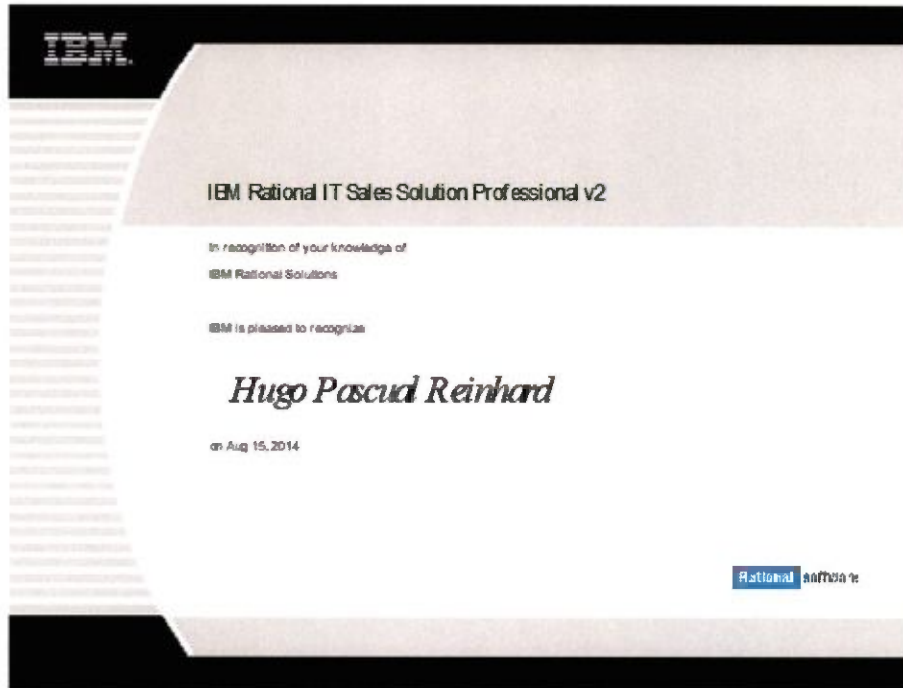 IBM.
IBM Rational IT Sales Solution Professional v2
In recognition of your knowledge of
IBM Rational Solutions
IBM is pleased to recognize
Hugo Pascual Reinhard
on Aug 15, 2014
Rational software